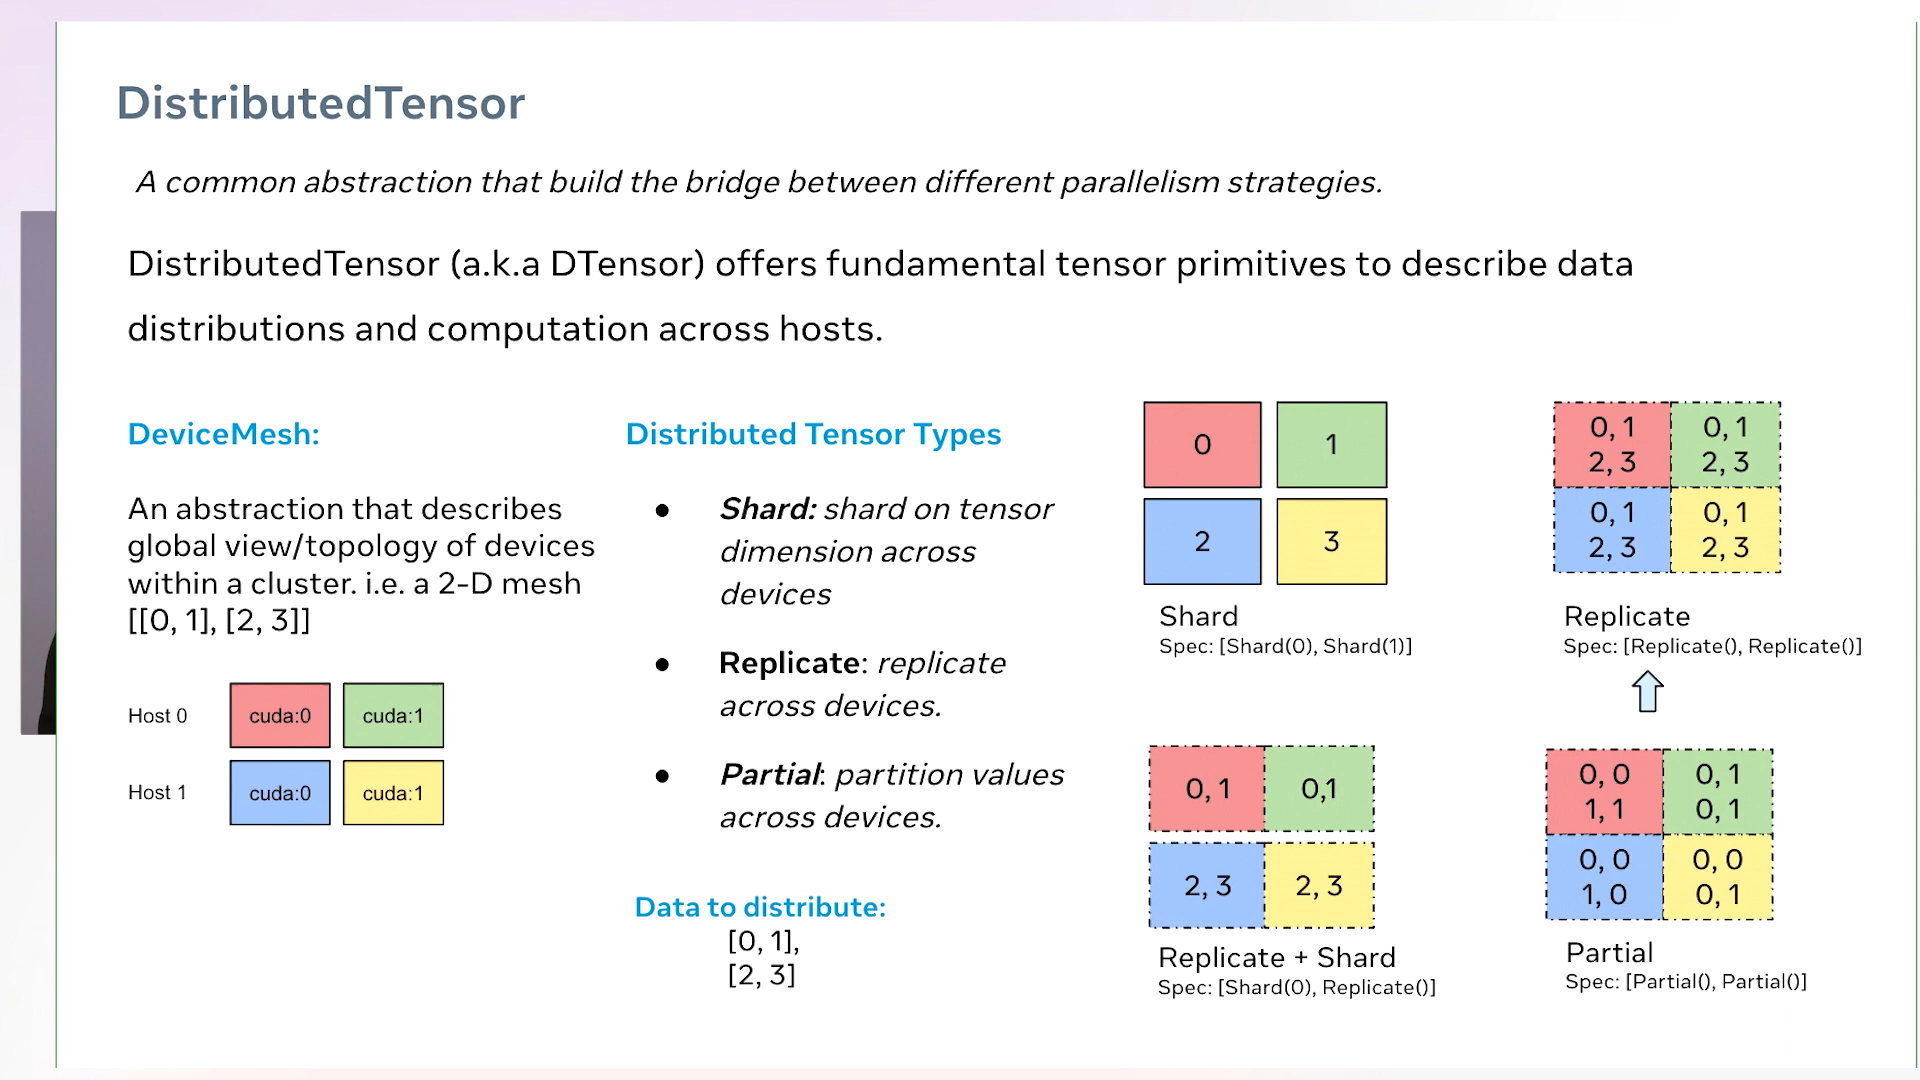 DistributedTensor
A common abstraction that build the bridge between different parallelism strategies.
DistributedTensor (a.k.a DTensor) offers fundamental tensor primitives to describe data
distributions and computation across hosts.
DeviceMesh:
An abstraction that describes
global view/topology of devices
within a cluster. i.e. a 2-D mesh
[[0, 1], [2, 3]]
Host 0
cuda:0
cuda:1
Host 1
cuda:0
cuda:1
Distributed Tensor Types
● Shard: shard on tensor
dimension across
devices
● Replicate: replicate
across devices.
● Partial: partition values
across devices.
Data to distribute:
[0, 1],
[2, 3]
0
1
2
3
Shard
Spec: [Shard(0), Shard(1)]
0, 1
2, 3
0, 1
2, 3
0, 1
2, 3
0, 1
2, 3
Replicate
Spec: [Replicate(), Replicate()]
0, 1
0,1
2, 3
2, 3
Replicate + Shard
Spec: [Shard(0), Replicate()]
0, 0
1, 1
0, 1
0, 1
0, 0
1, 0
0, 0
0, 1
Partial
Spec: [Partial(), Partial()]